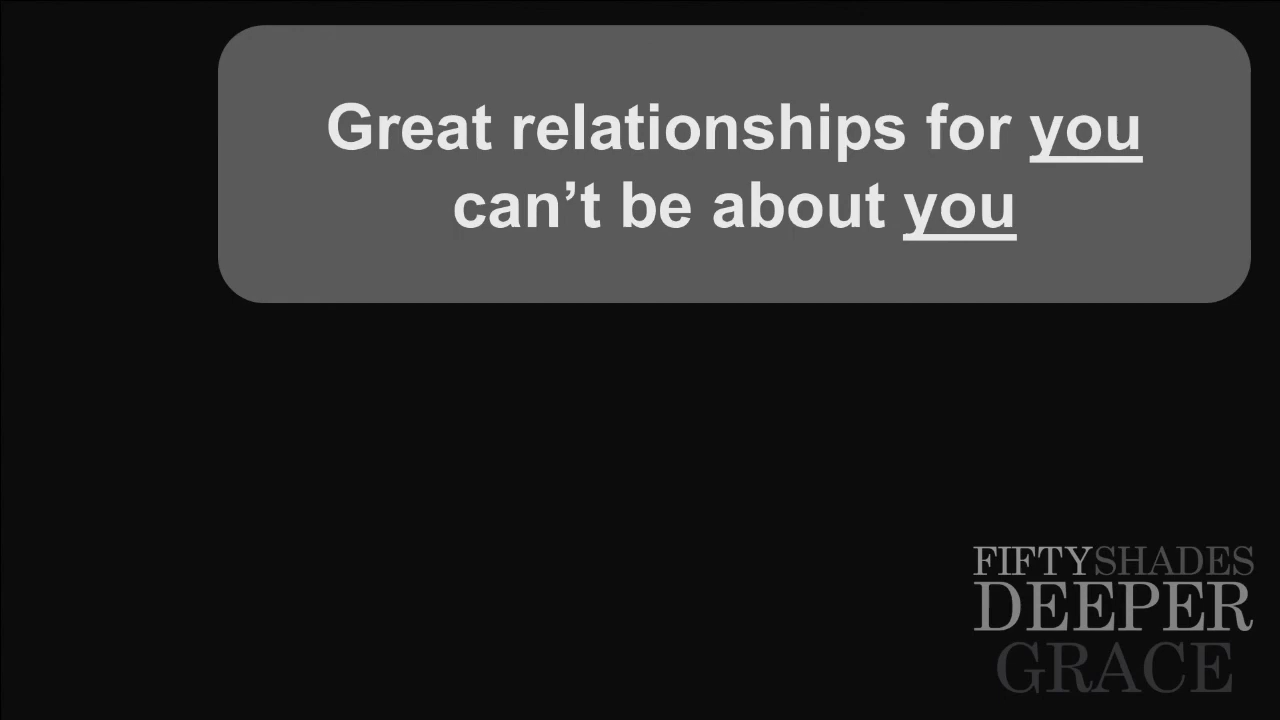 Great relationships for you
can’t be about you
FIFTYSHADES
DEEPER
GRACE